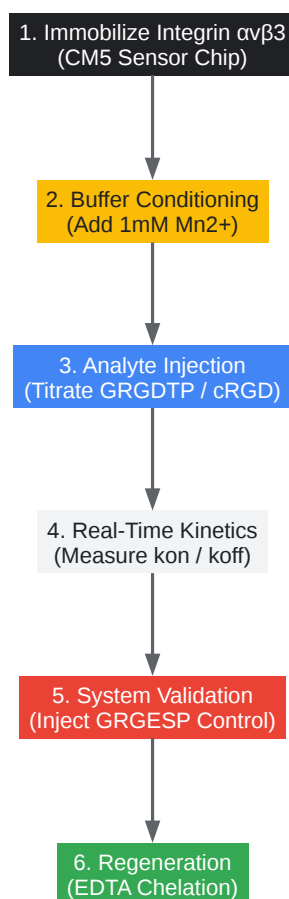 1. Immobilize Integrin αvβ3
(CM5 Sensor Chip)
2. Buffer Conditioning
(Add 1mM Mn2+)
3. Analyte Injection
(Titrate GRGDTP / cRGD)
4. Real-Time Kinetics
(Measure kon / koff)
5. System Validation
(Inject GRGESP Control)
6. Regeneration
(EDTA Chelation)